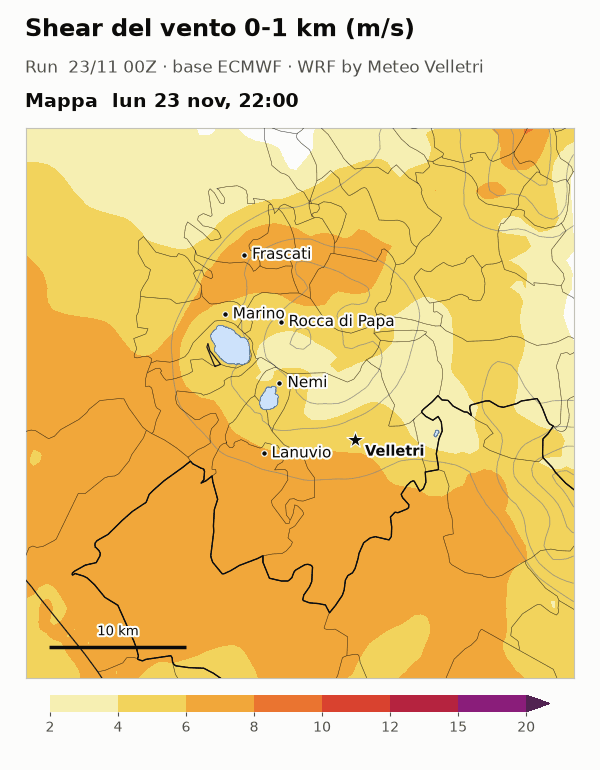 Shear del vento 0-1 km (m/s)
Run  23/11 00Z · base ECMWF · WRF by Meteo Velletri
Mappa  lun 23 nov, 22:00
Frascati
Marino
Rocca di Papa
Nemi
Velletri
Lanuvio
10 km
2 4 6 8 10 12 15 20